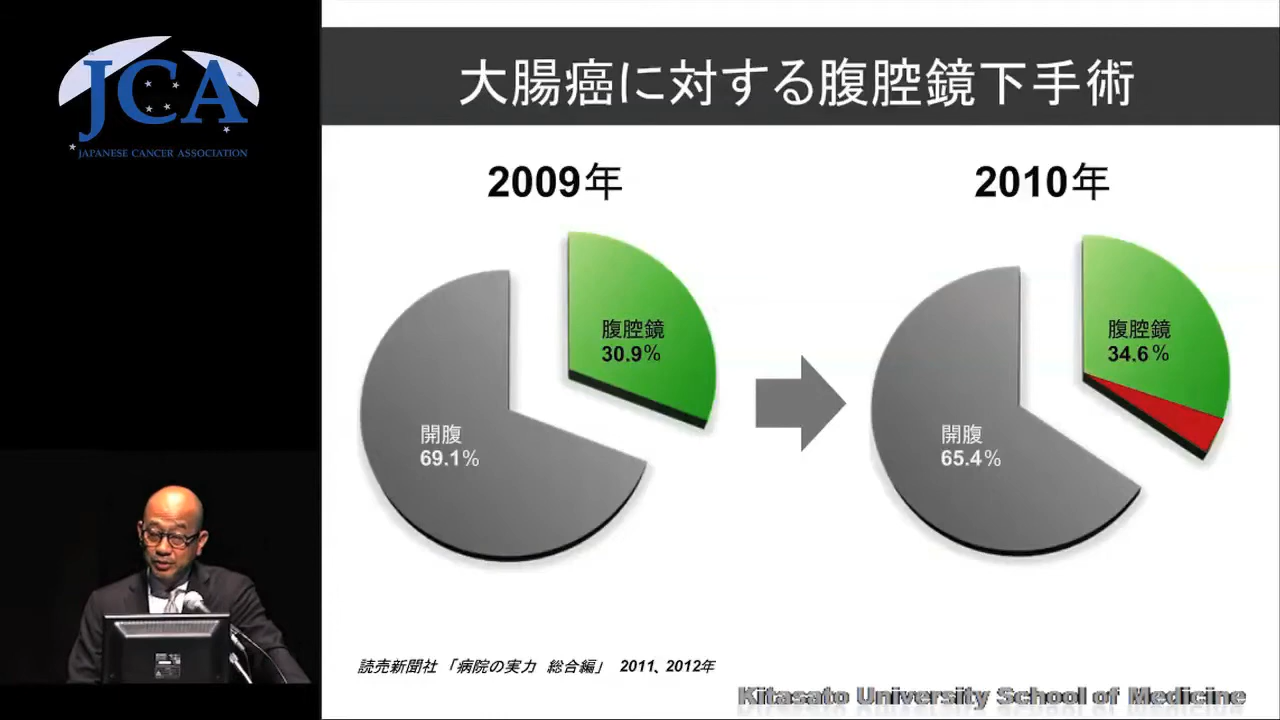 JCA
JAPANESE CANCER ASSOCIATION
大腸癌に対する腹腔鏡下手術
2009年
2010年
腹腔鏡
30.9%
開腹
69.1%
腹腔鏡
34.6%
開腹
65.4%
読売新聞社 「病院の実力 総合編」 2011、2012年
Kitasato University School of Medicine